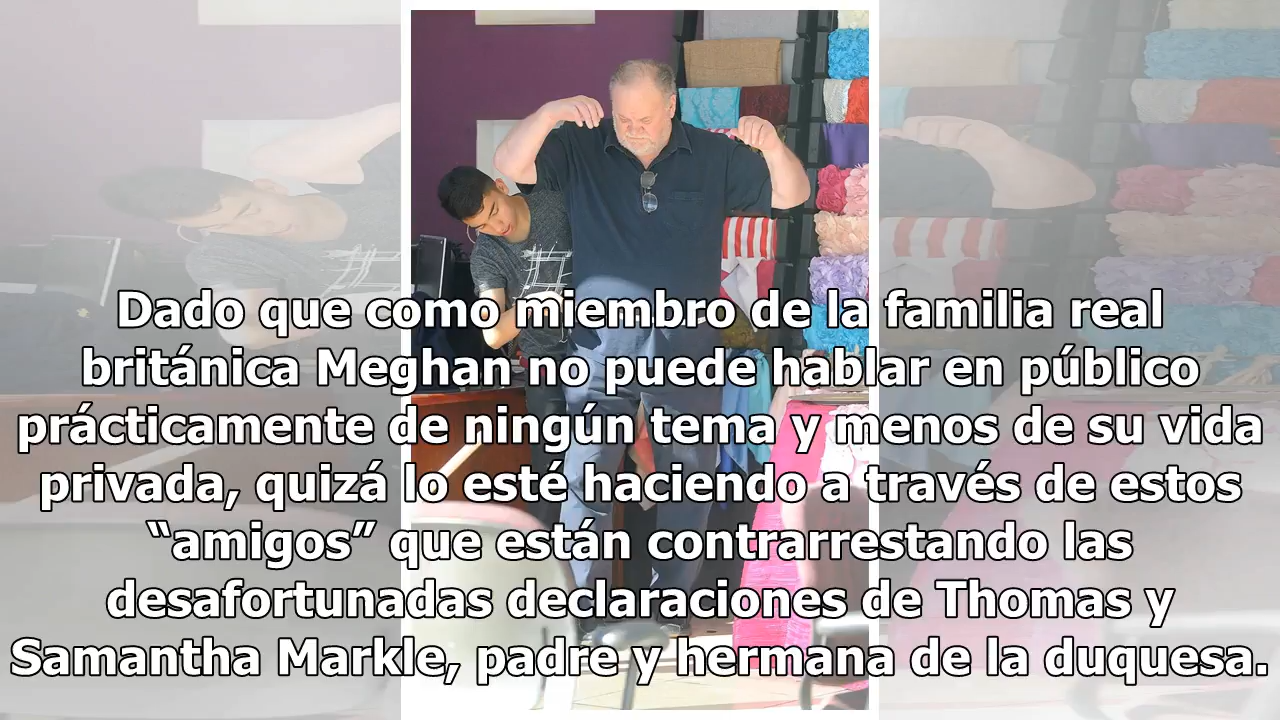 Dado que como miembro de la familia real
británica Meghan no puede hablar en público
prácticamente de ningún tema y menos de su vida
privada, quizá lo esté haciendo a través de estos
“amigos” que están contrarrestando las
desafortunadas declaraciones de Thomas y
Samantha Markle, padre y hermana de la duquesa.